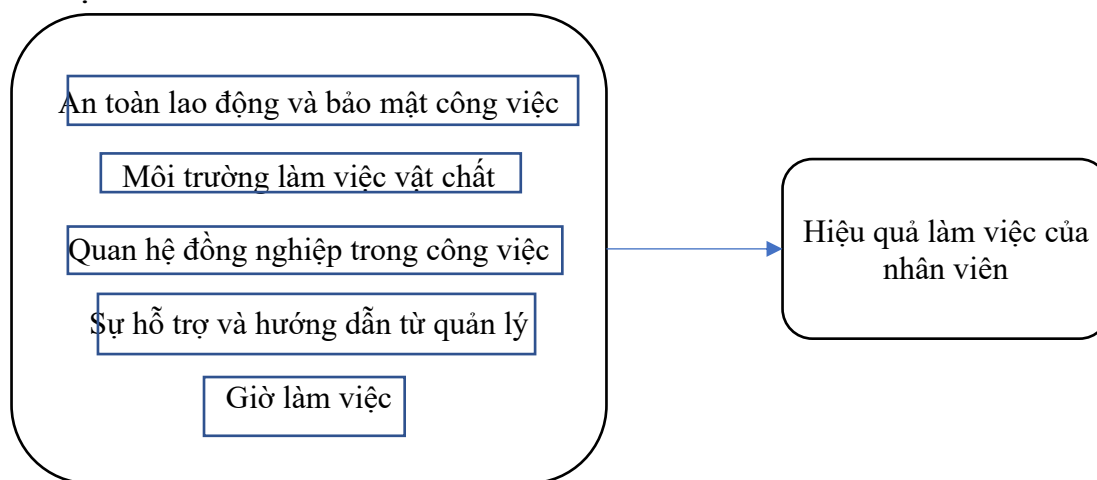 An toàn lao động và bảo mật công việc
Môi trường làm việc vật chất
Quan hệ đồng nghiệp trong công việc
Sự hỗ trợ và hướng dẫn từ quản lý
Giờ làm việc
Hiệu quả làm việc của
nhân viên